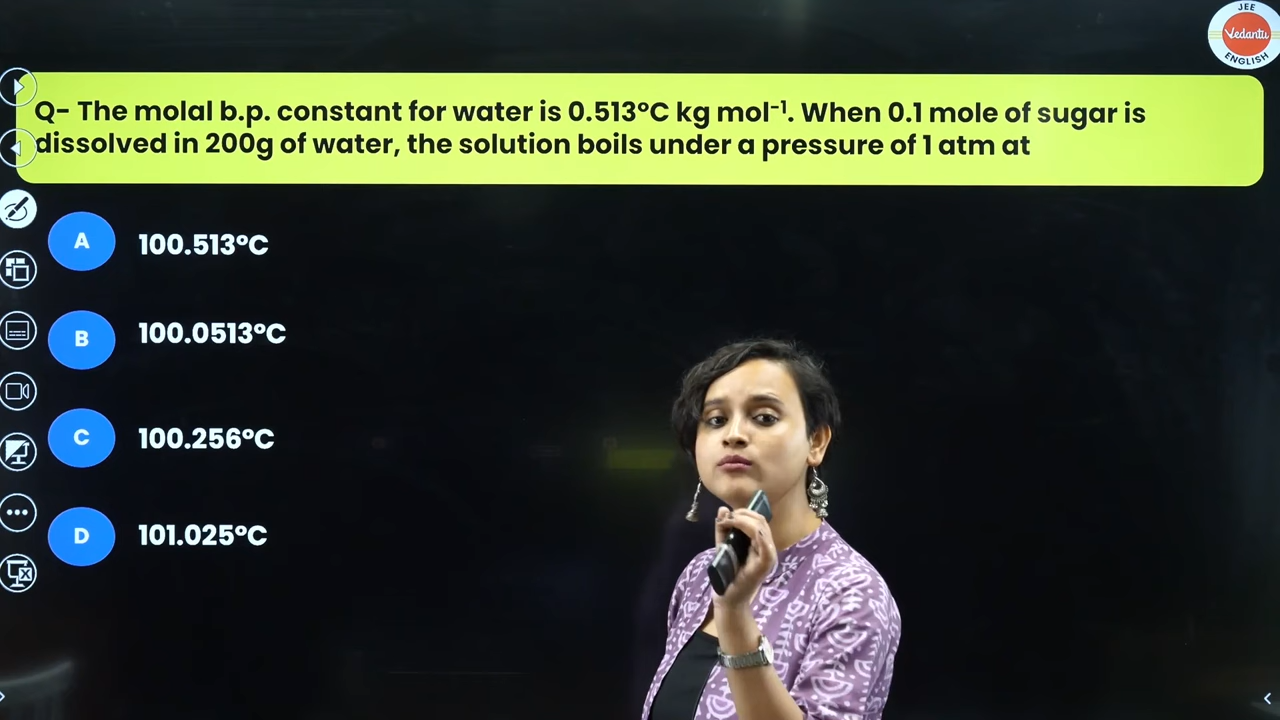 JEE
Vedantu
ENGLISH
Q- The molal b.p. constant for water is 0.513°C kg mol⁻¹. When 0.1 mole of sugar is
dissolved in 200g of water, the solution boils under a pressure of 1 atm at
A 100.513°C
B 100.0513°C
C 100.256°C
D 101.025°C